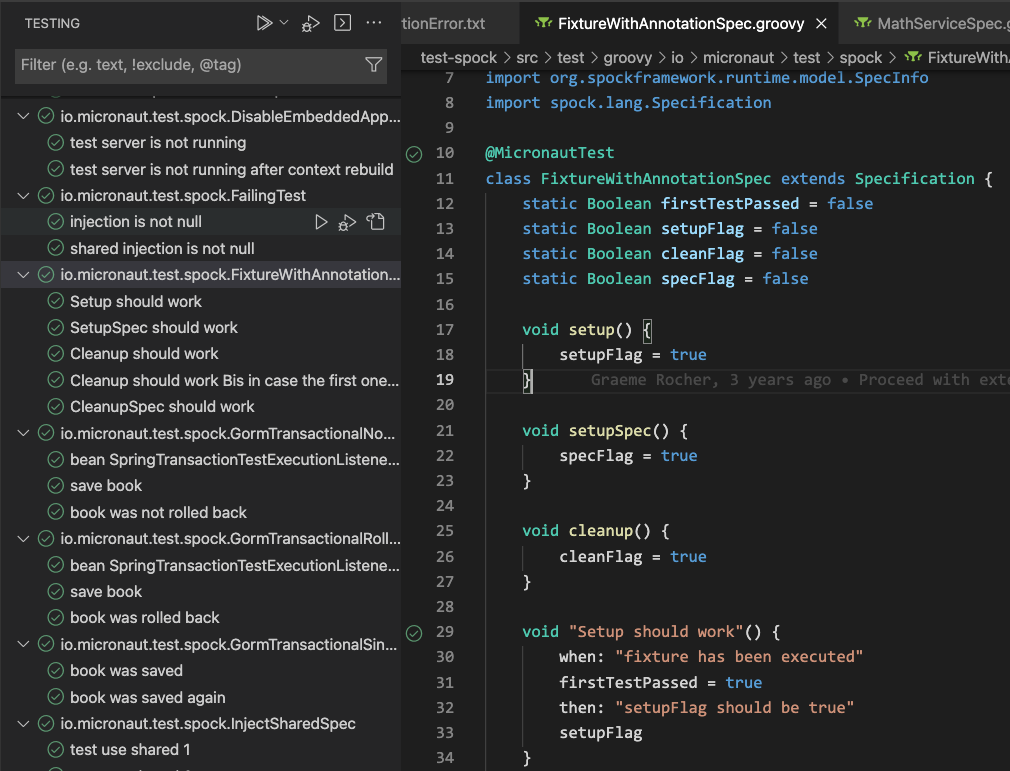 TESTING
Filter (e.g. text, !exclude, @tag)
io.micronaut.test.spock.DisableEmbeddedApp...
test server is not running
test server is not running after context rebuild
io.micronaut.test.spock.FailingTest
injection is not null
shared injection is not null
io.micronaut.test.spock.FixtureWithAnnotation...
Setup should work
SetupSpec should work
Cleanup should work
Cleanup should work Bis in case the first one...
CleanupSpec should work
io.micronaut.test.spock.GormTransactionalNo...
bean SpringTransactionTestExecutionListene...
save book
book was not rolled back
io.micronaut.test.spock.GormTransactionalRoll...
bean SpringTransactionTestExecutionListene...
save book
book was rolled back
io.micronaut.test.spock.GormTransactionalSin...
book was saved
book was saved again
io.micronaut.test.spock.InjectSharedSpec
test use shared 1
tionError.txt FixtureWithAnnotationSpec.groovy MathServiceSpec.g
test-spock > src > test > groovy > io > micronaut > test > spock > FixtureWithA
7 import org.spockframework.runtime.model.SpecInfo
8 import spock.lang.Specification
9
10 @MicronautTest
11 class FixtureWithAnnotationSpec extends Specification {
12 static Boolean firstTestPassed = false
13 static Boolean setupFlag = false
14 static Boolean cleanFlag = false
15 static Boolean specFlag = false
16
17 void setup() {
18 setupFlag = true
19 } Graeme Rocher, 3 years ago • Proceed with exte
20
21 void setupSpec() {
22 specFlag = true
23 }
24
25 void cleanup() {
26 cleanFlag = true
27 }
28
29 void "Setup should work"() {
30 when: "fixture has been executed"
31 firstTestPassed = true
32 then: "setupFlag should be true"
33 setupFlag
34 }